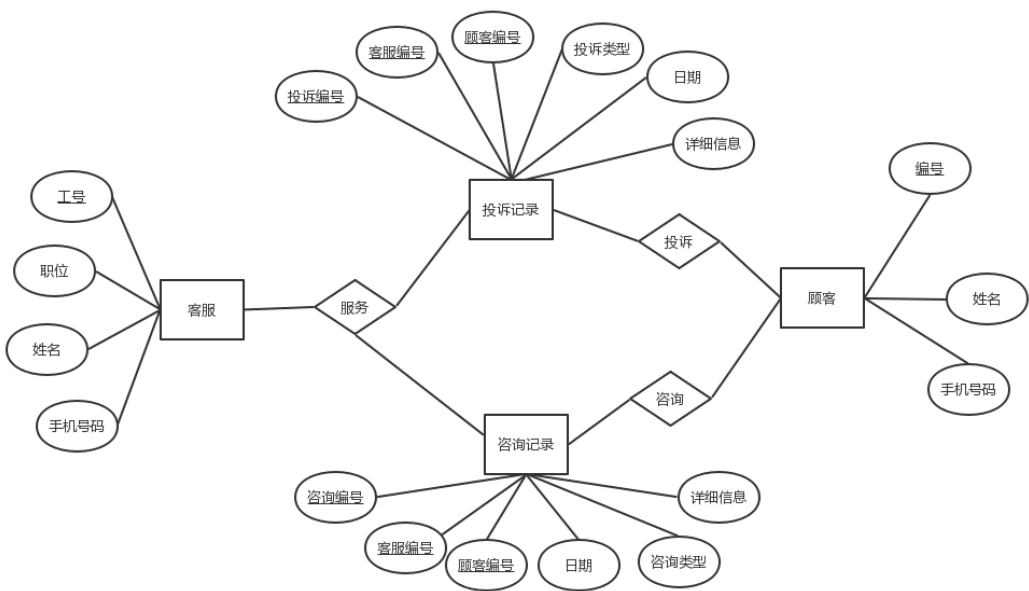 顾客编号
客服编号
投诉类型
日期
投诉编号
详细信息
编号
工号
投诉记录
投诉
职位
客服
服务
顾客
姓名
姓名
手机号码
咨询
手机号码
咨询记录
咨询编号
详细信息
客服编号
顾客编号
日期
咨询类型